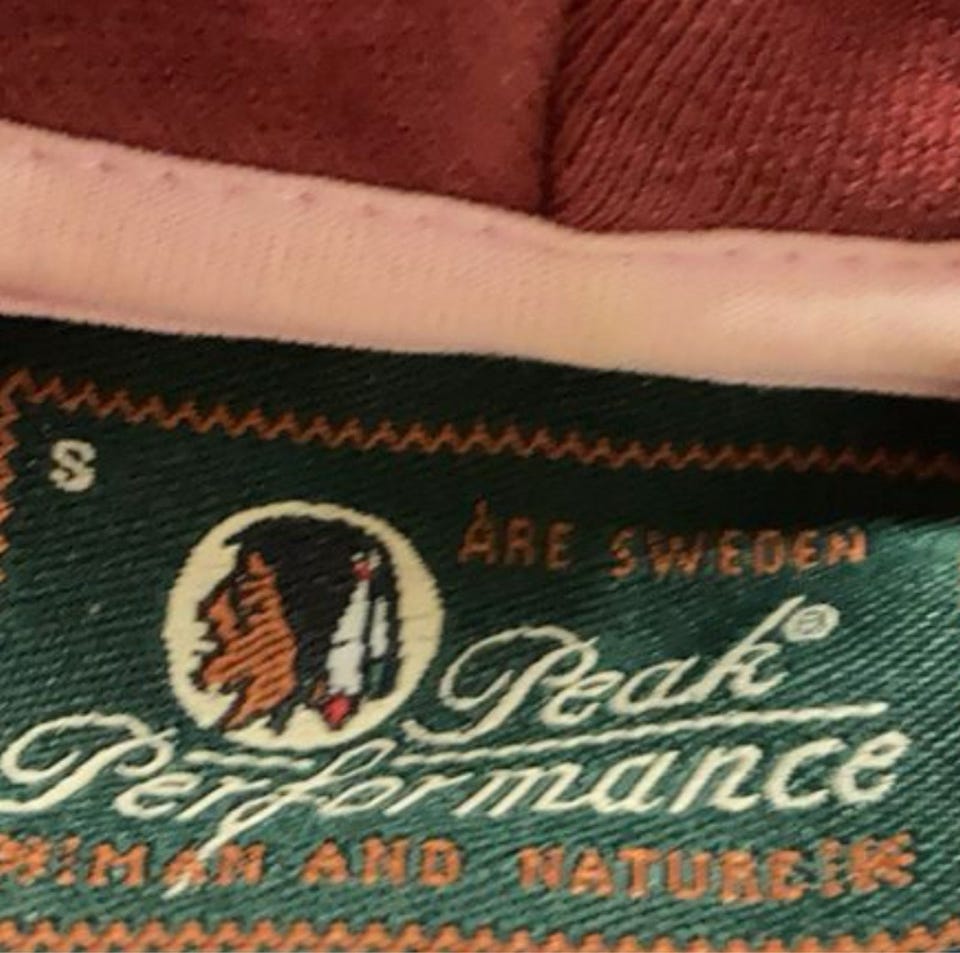 S
ÅRE SWEDEN
Peak®
Performance
MAN AND NATURE